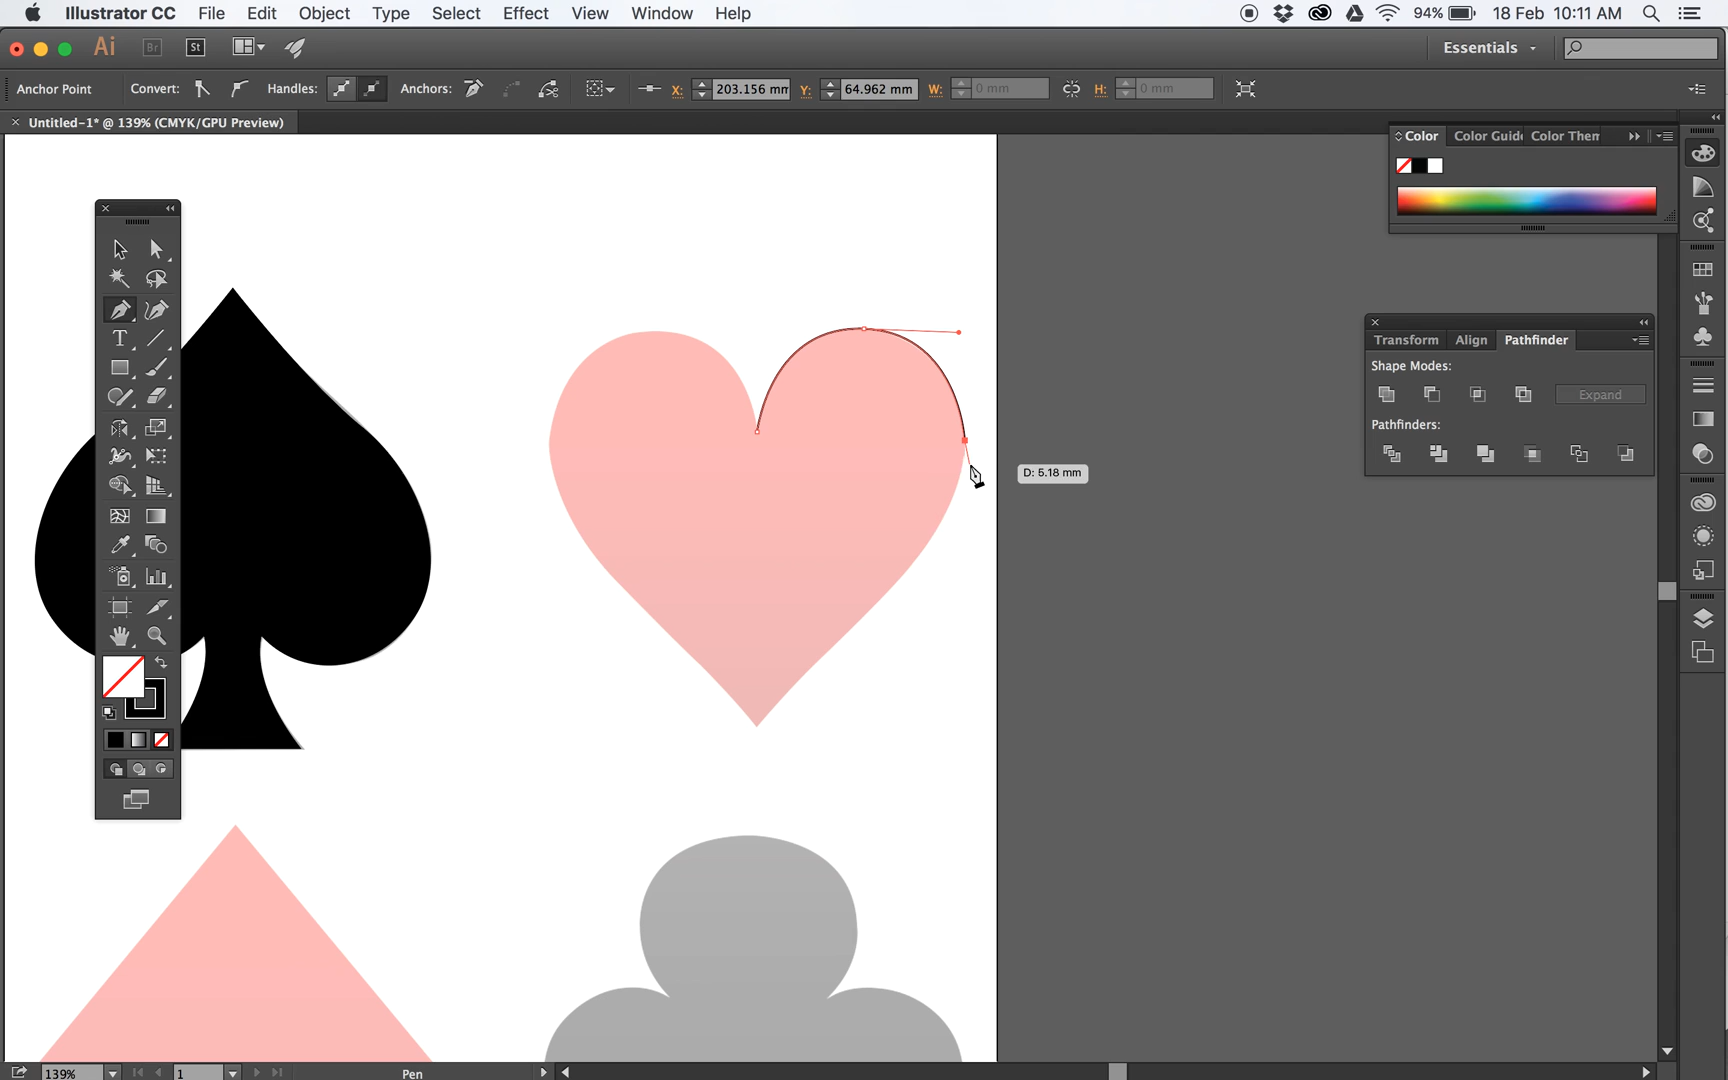 Illustrator CC File Edit Object Type Select Effect View Window Help 94% 18 Feb 10:11 AM
Ai Br St Essentials
Anchor Point Convert: Handles: Anchors: X: 203.156 mm Y: 64.962 mm W: 0 mm H: 0 mm
Untitled-1* @ 139% (CMYK/GPU Preview)
Color Color Guide Color Them
Transform Align Pathfinder
Shape Modes:
Expand
Pathfinders:
D: 5.18 mm
T
139% 1 Pen